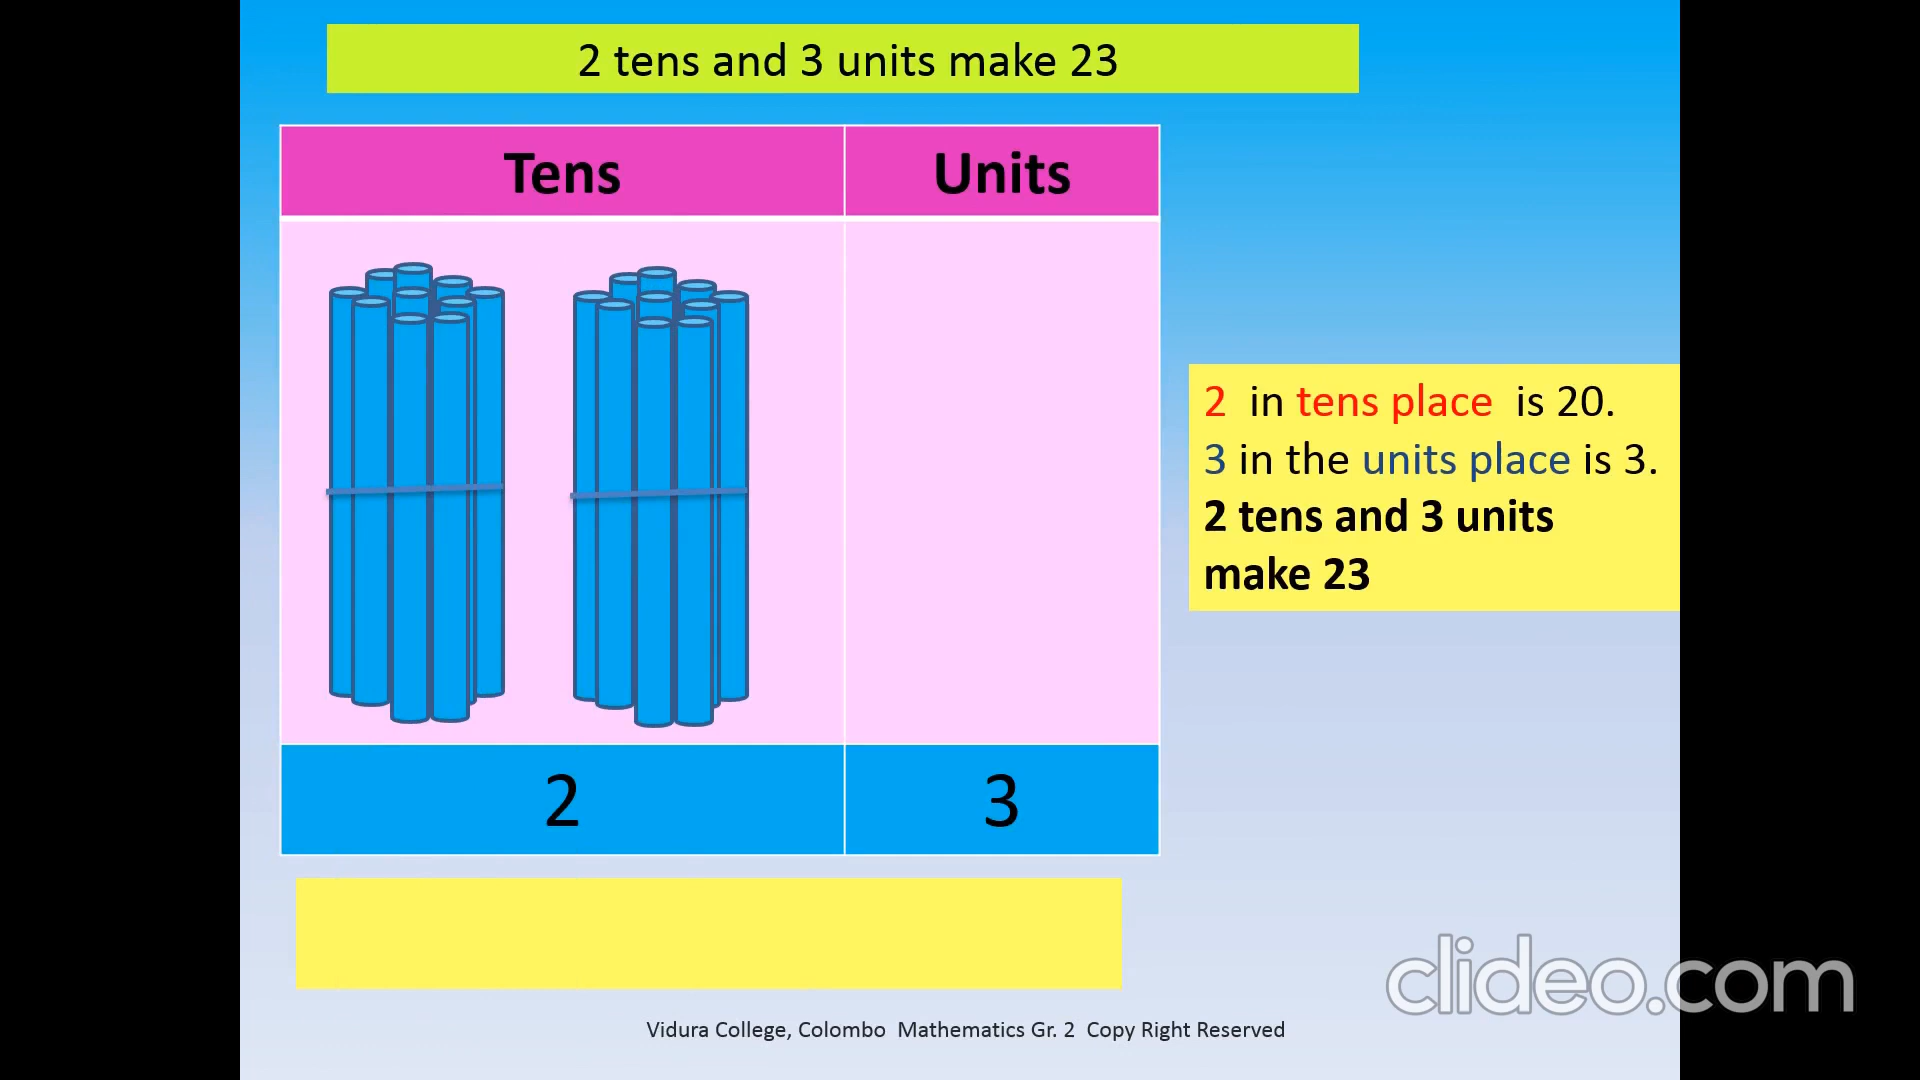 2 tens and 3 units make 23
Tens Units
2 in tens place is 20.
3 in the units place is 3.
2 tens and 3 units
make 23
2 3
clideo.com
Vidura College, Colombo Mathematics Gr. 2 Copy Right Reserved